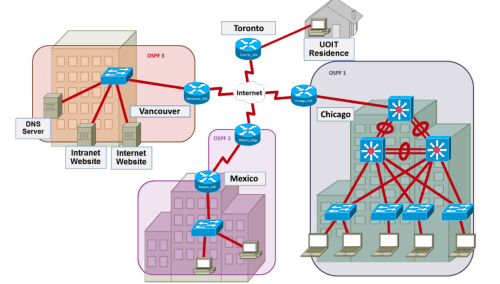 Toronto
UOIT
Residence
OSPF 3
OSPF 1
Internet
Vancouver
Chicago
DNS
Server
Intranet
Website
Internet
Website
OSPF 2
Mexico